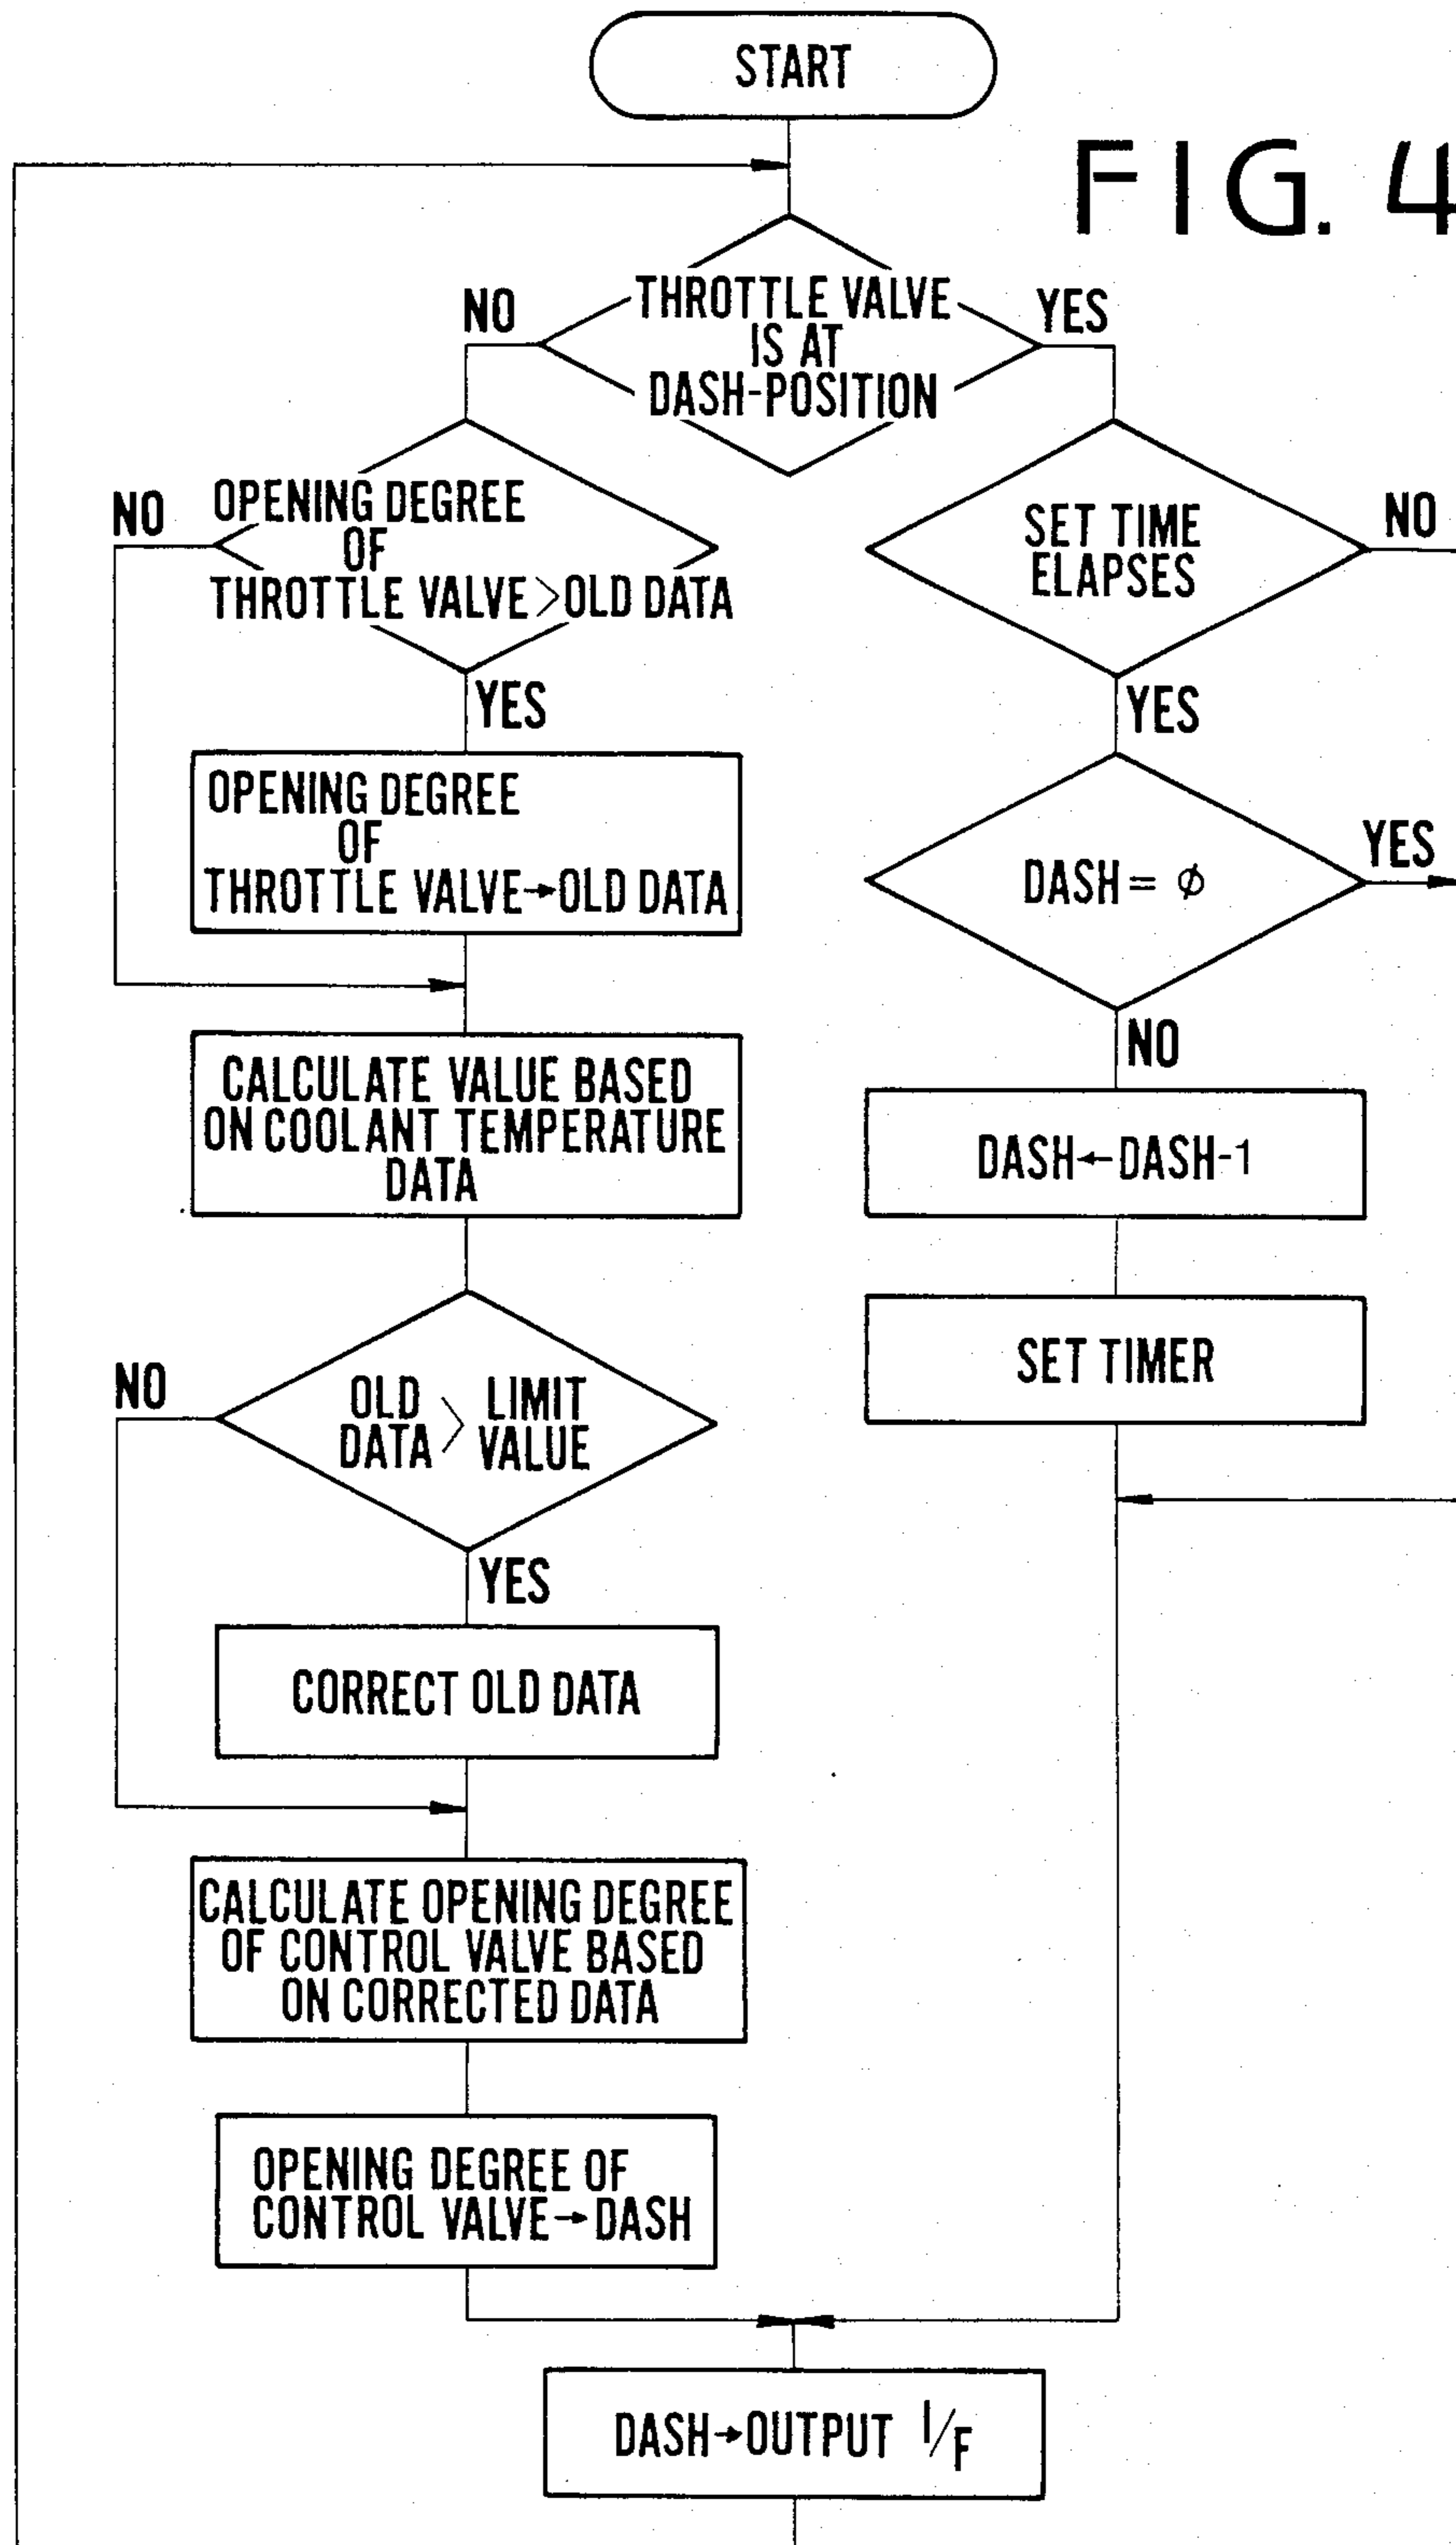 START
FIG. 4
THROTTLE VALVE
IS AT
DASH-POSITION
NO
YES
OPENING DEGREE
OF
THROTTLE VALVE>OLD DATA
NO
YES
SET TIME
ELAPSES
NO
YES
OPENING DEGREE
OF
THROTTLE VALVE→OLD DATA
DASH = ϕ
YES
NO
CALCULATE VALUE BASED
ON COOLANT TEMPERATURE
DATA
DASH←DASH-1
SET TIMER
OLD > LIMIT
DATA VALUE
NO
YES
CORRECT OLD DATA
CALCULATE OPENING DEGREE
OF CONTROL VALVE BASED
ON CORRECTED DATA
OPENING DEGREE OF
CONTROL VALVE→DASH
DASH→OUTPUT I/F